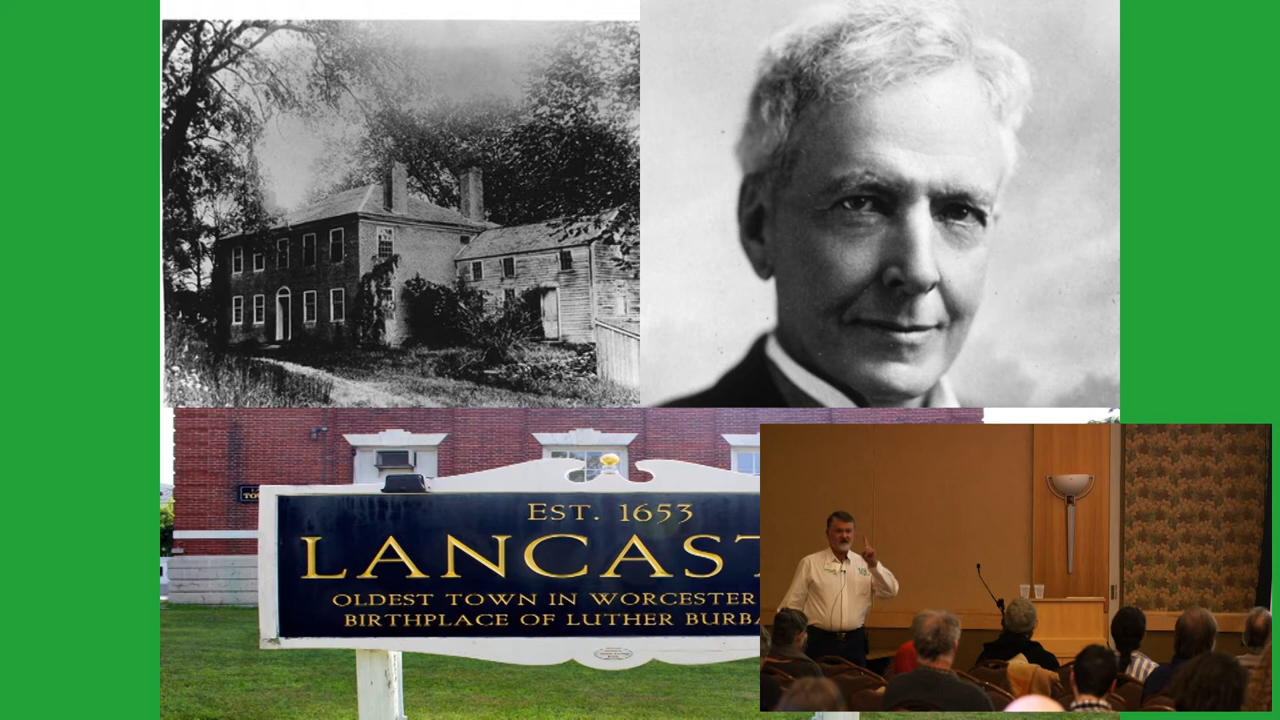 EST. 1653
LANCAST
OLDEST TOWN IN WORCESTER
BIRTHPLACE OF LUTHER BURBA